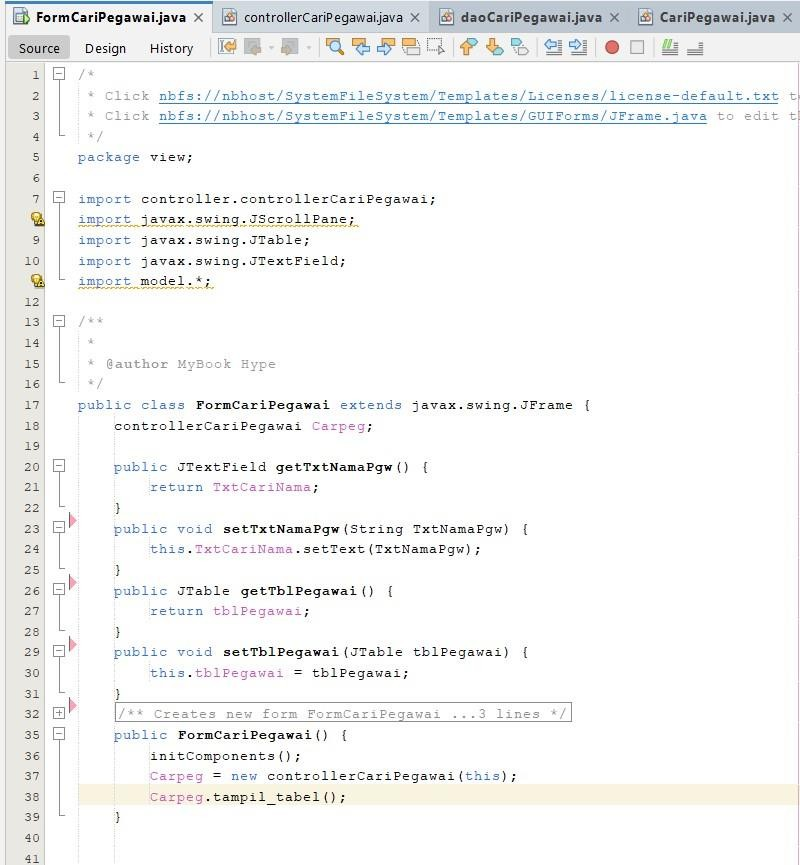 FormCariPegawai.java × controllerCariPegawai.java × daoCariPegawai.java × CariPegawai.java ×
Source Design History
1 /*
2 * Click nbfs://nbhost/SystemFileSystem/Templates/Licenses/license-default.txt
3 * Click nbfs://nbhost/SystemFileSystem/Templates/GUIForms/JFrame.java to edit
4 */
5 package view;
6
7 import controller.controllerCariPegawai;
import javax.swing.JScrollPane;
9 import javax.swing.JTable;
10 import javax.swing.JTextField;
import model.*;
12
13 /**
14 *
15 * @author MyBook Hype
16 */
17 public class FormCariPegawai extends javax.swing.JFrame {
18 controllerCariPegawai Carpeg;
19
20 public JTextField getTxtNamaPgw() {
21 return TxtCariNama;
22 }
23 public void setTxtNamaPgw(String TxtNamaPgw) {
24 this.TxtCariNama.setText(TxtNamaPgw);
25 }
26 public JTable getTblPegawai() {
27 return tblPegawai;
28 }
29 public void setTblPegawai(JTable tblPegawai) {
30 this.tblPegawai = tblPegawai;
31 }
32 /** Creates new form FormCariPegawai ...3 lines */
35 public FormCariPegawai() {
36 initComponents();
37 Carpeg = new controllerCariPegawai(this);
38 Carpeg.tampil_tabel();
39 }
40
41